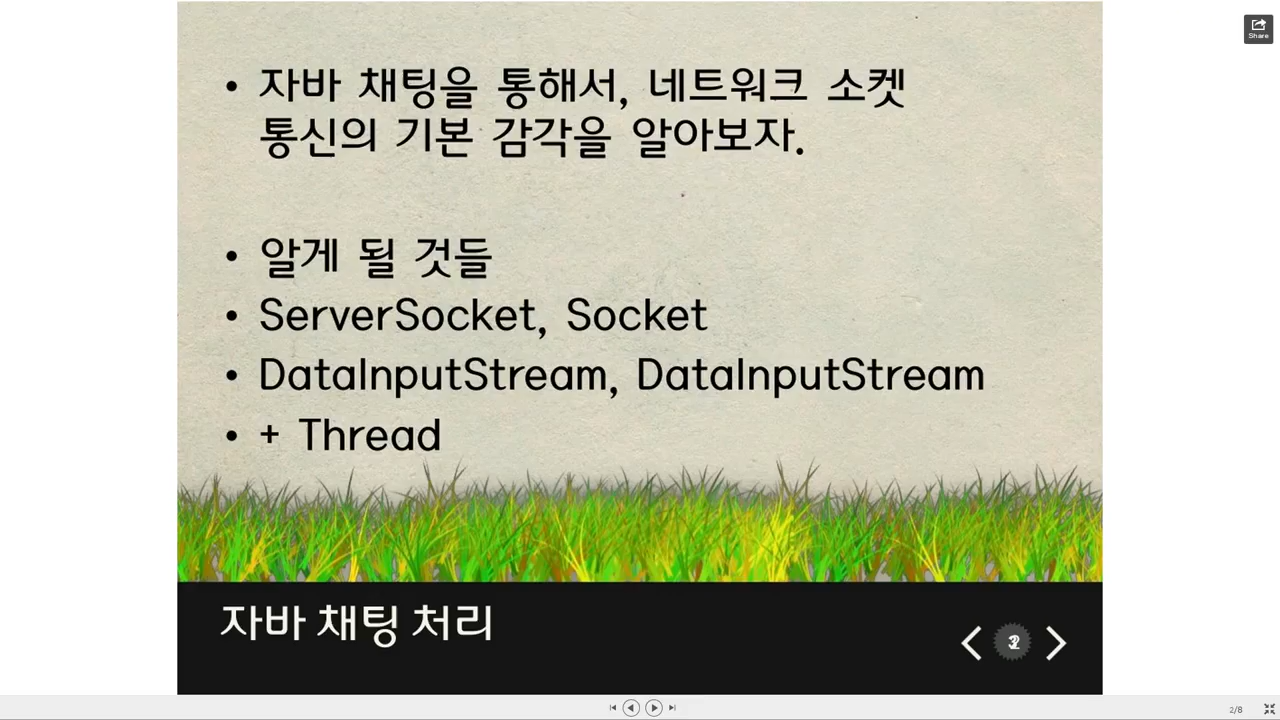 Share
• 자바 채팅을 통해서, 네트워크 소켓
통신의 기본 감각을 알아보자.
• 알게 될 것들
• ServerSocket, Socket
• DataInputStream, DataInputStream
• + Thread
자바 채팅 처리
2/8